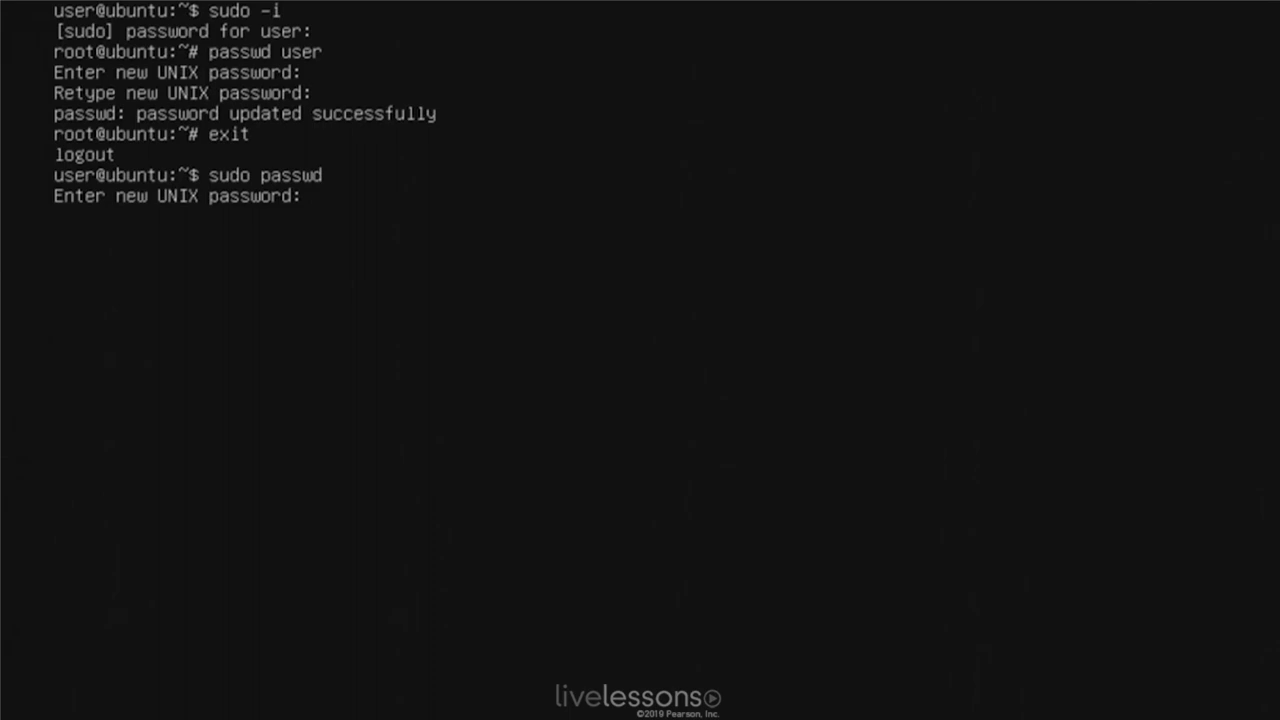 user@ubuntu:~$ sudo -i
[sudo] password for user:
root@ubuntu:~# passwd user
Enter new UNIX password:
Retype new UNIX password:
passwd: password updated successfully
root@ubuntu:~# exit
logout
user@ubuntu:~$ sudo passwd
Enter new UNIX password:
livelessons
©2019 Pearson, Inc.